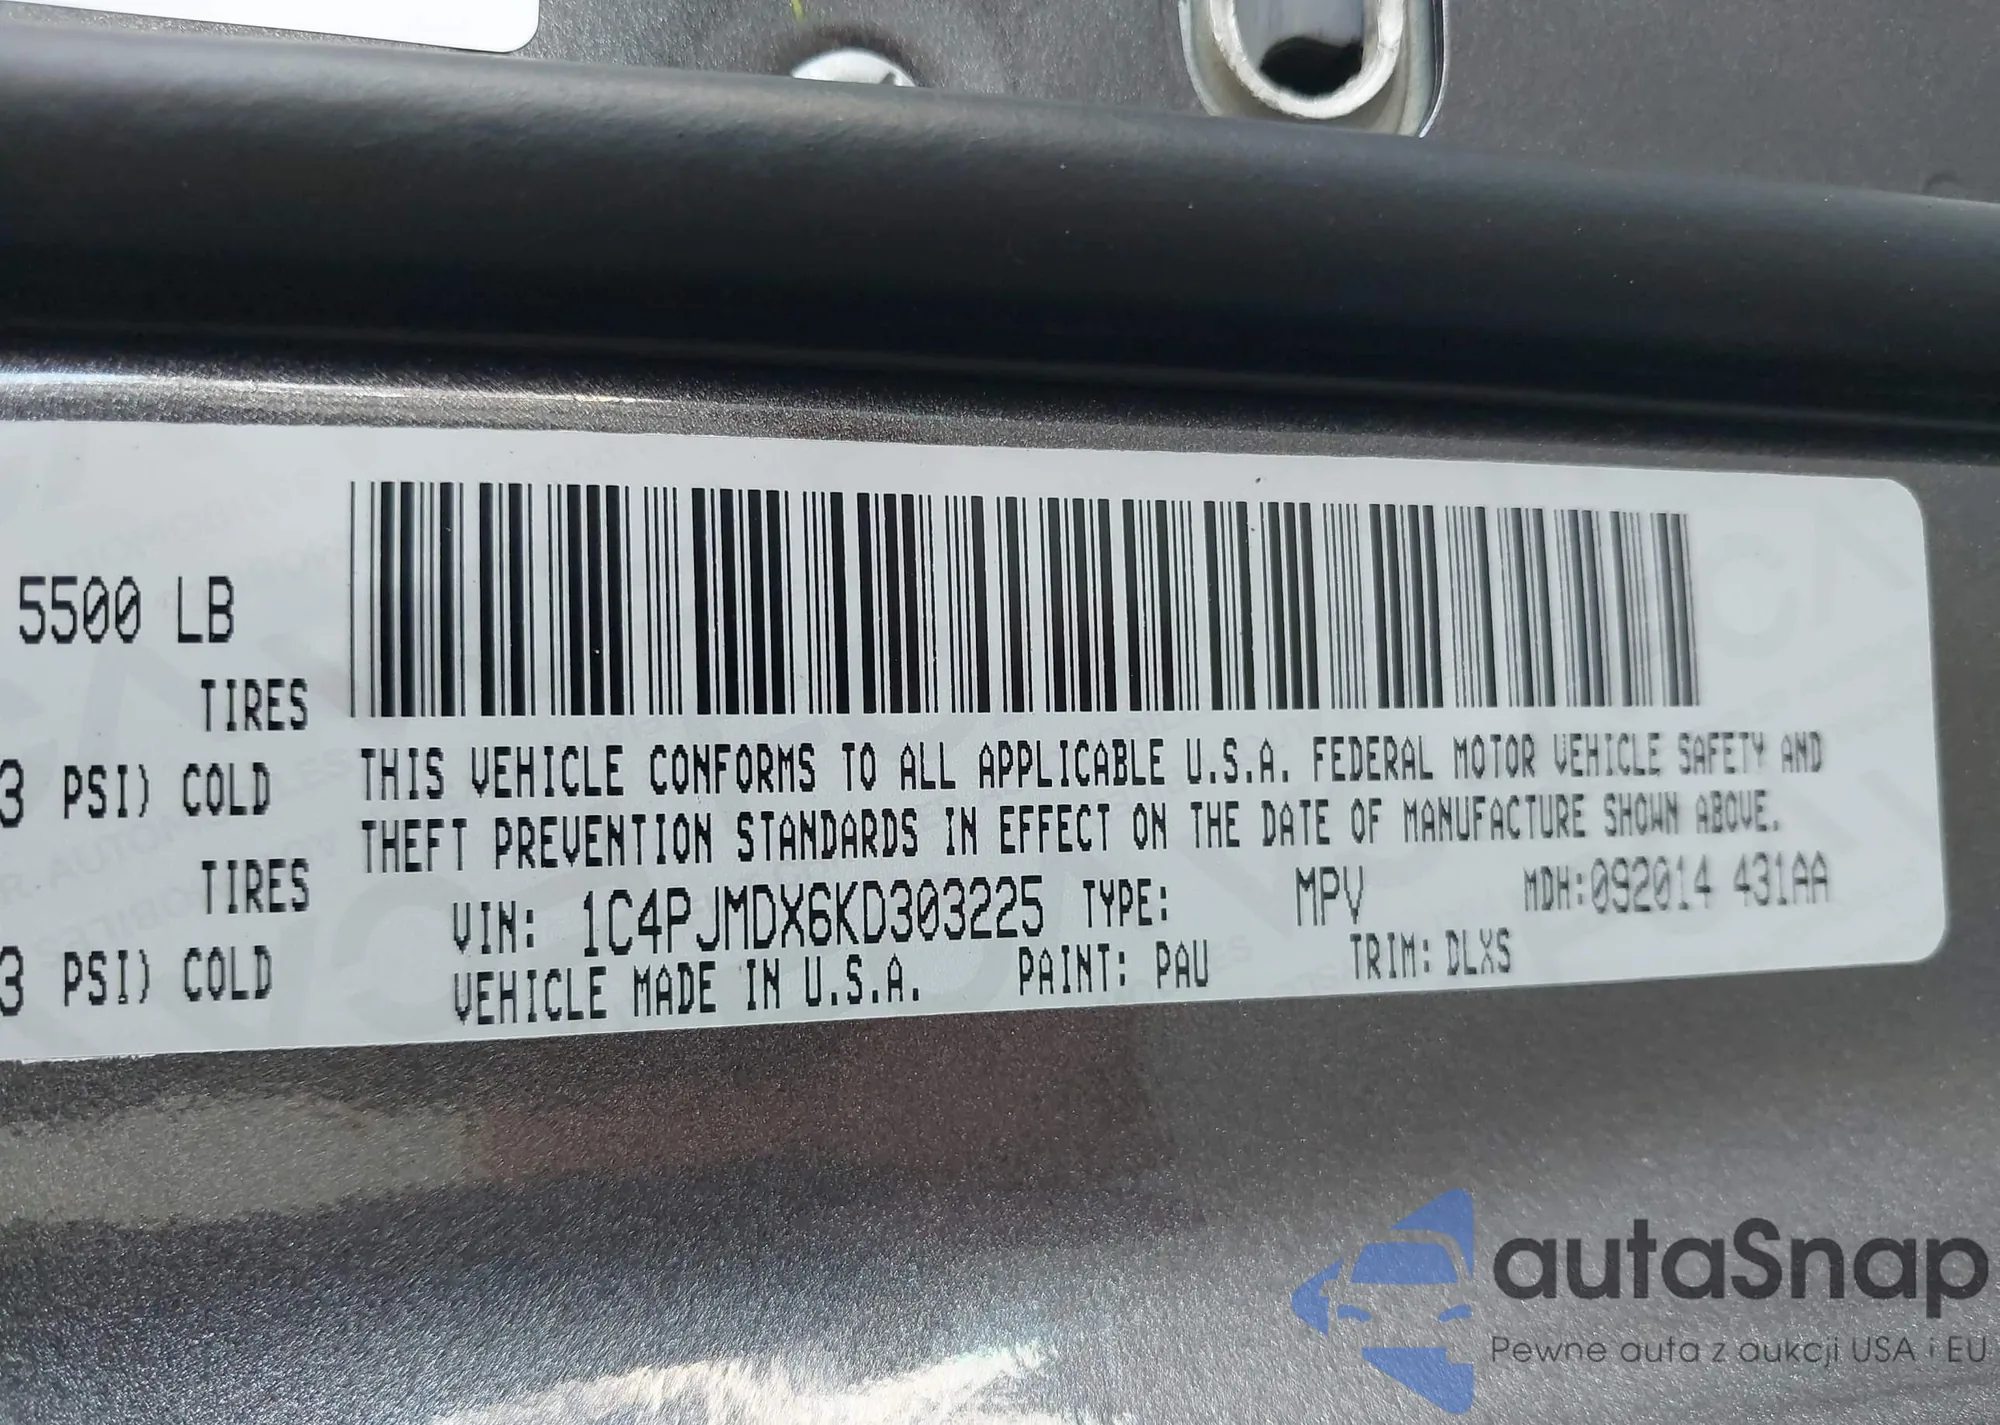 5500 LB
TIRES
3 PSI) COLD
TIRES
3 PSI) COLD
THIS VEHICLE CONFORMS TO ALL APPLICABLE U.S.A. FEDERAL MOTOR VEHICLE SAFETY AND
THEFT PREVENTION STANDARDS IN EFFECT ON THE DATE OF MANUFACTURE SHOWN ABOVE.
VIN: 1C4PJMDX6KD303225 TYPE: MPV MDH:092014 431AA
VEHICLE MADE IN U.S.A. PAINT: PAU TRIM: DLXS
autaSnap
Pewne auta z aukcji USA i EU